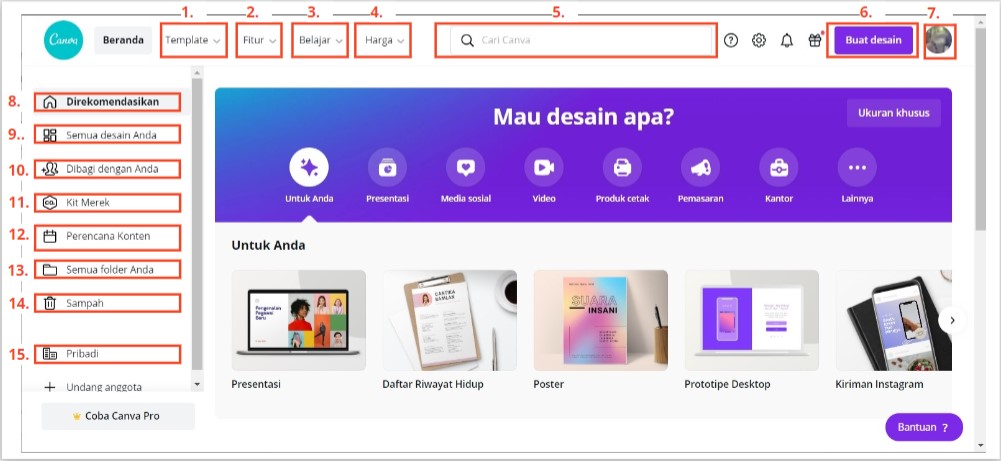 1.
2.
3.
4.
5.
6.
7.
Canva
Beranda
Template
Fitur
Belajar
Harga
Cari Canva
Buat desain
8. Direkomendasikan
9.. Semua desain Anda
10. Dibagi dengan Anda
11. Kit Merek
12. Perencana Konten
13. Semua folder Anda
14. Sampah
15. Pribadi
Undang anggota
Coba Canva Pro
Mau desain apa?
Ukuran khusus
Untuk Anda
Presentasi
Media sosial
Video
Produk cetak
Pemasaran
Kantor
Lainnya
Untuk Anda
Pengenalan
Pegawai
Baru
SUARA
INSANI
Presentasi
Daftar Riwayat Hidup
Poster
Prototipe Desktop
Kiriman Instagram
Bantuan ?